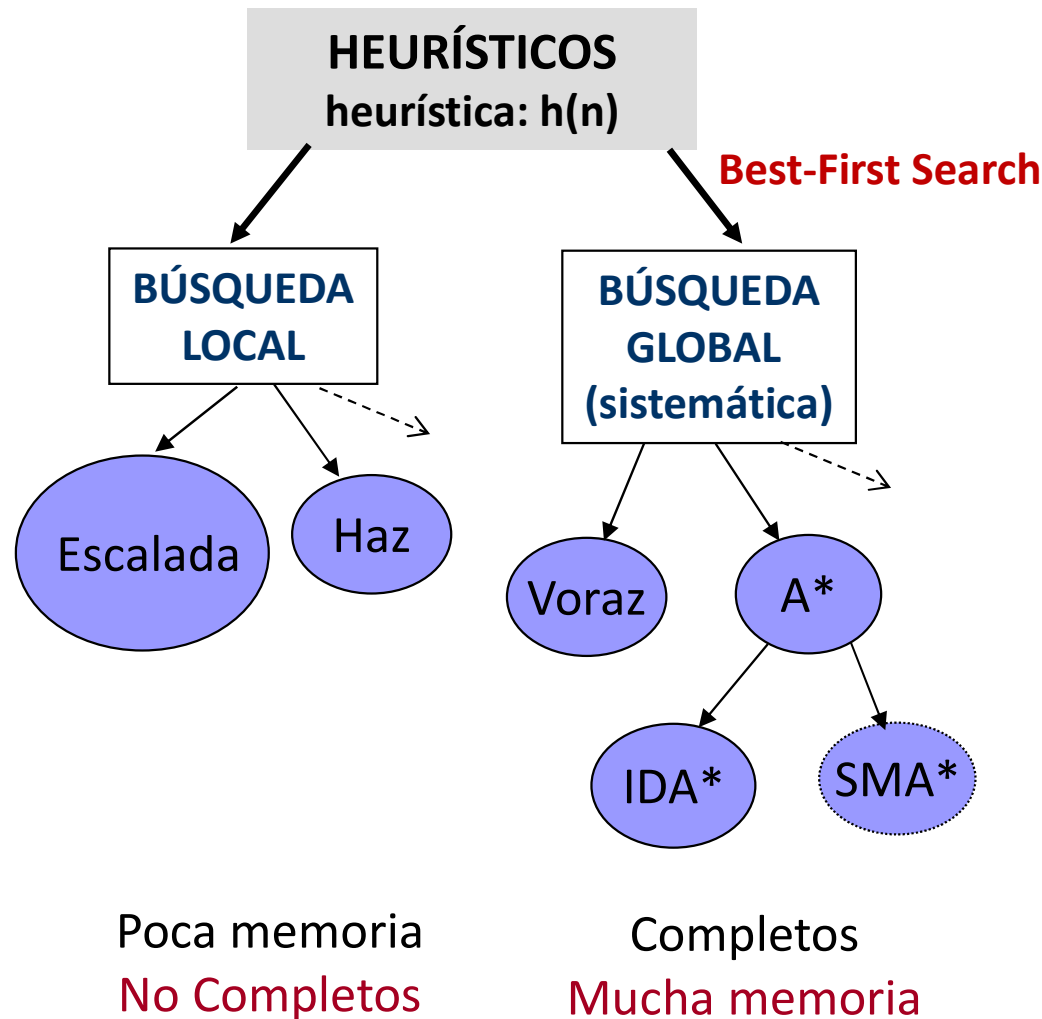 HEURÍSTICOS
heurística: h(n)
Best-First Search
BÚSQUEDA
LOCAL
BÚSQUEDA
GLOBAL
(sistemática)
Escalada
Haz
Voraz
A*
IDA*
SMA*
Poca memoria
No Completos
Completos
Mucha memoria